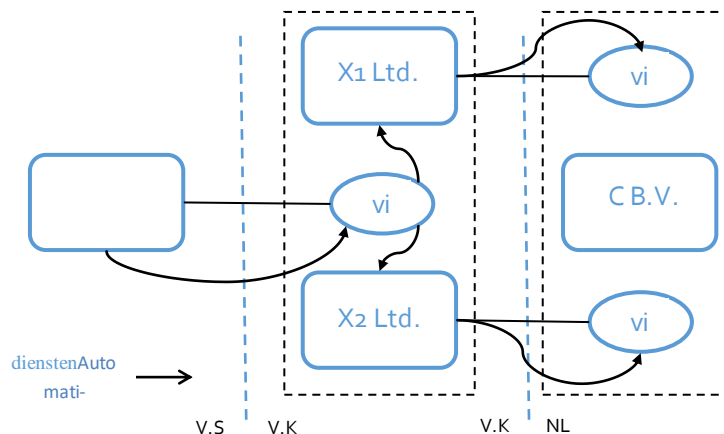 X1 Ltd.
vi
vi
C B.V.
X2 Ltd.
vi
dienstenAuto
mati-
V.S
V.K
V.K
NL